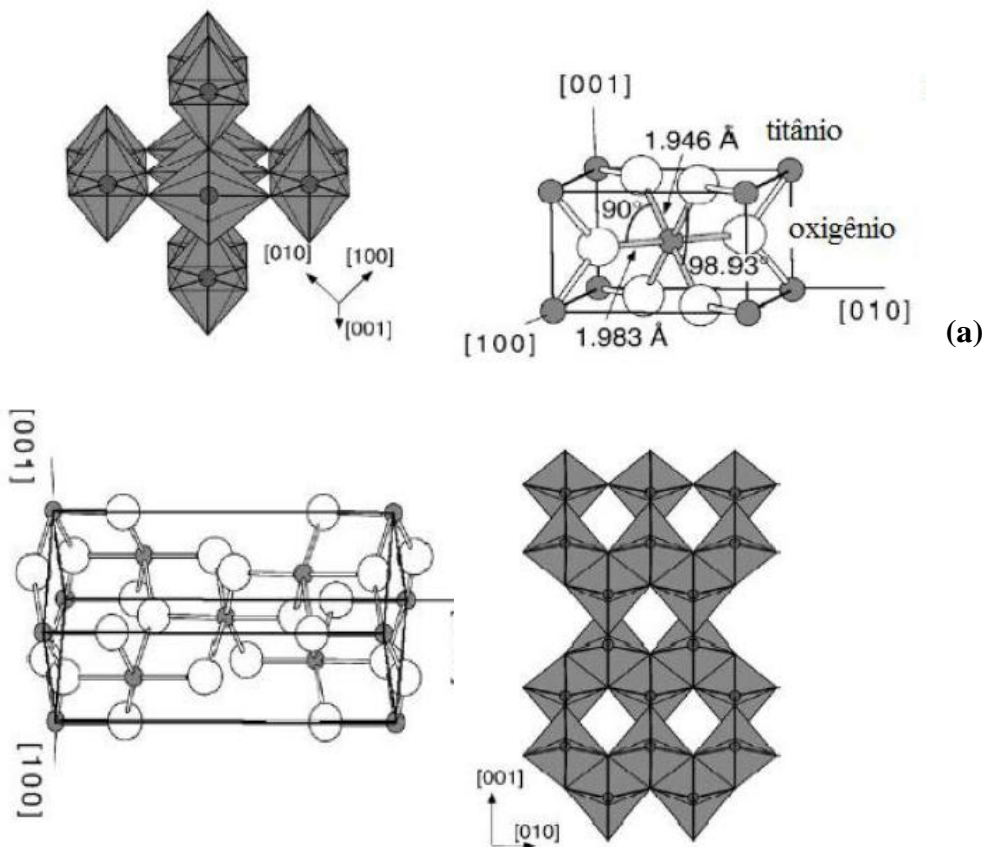 [001]
titânio
1.946 Å
90°
oxigênio
[010]
[100]
98.93°
[001]
[010]
(a)
[100]
1.983 Å
[001]
[100]
[001]
[010]